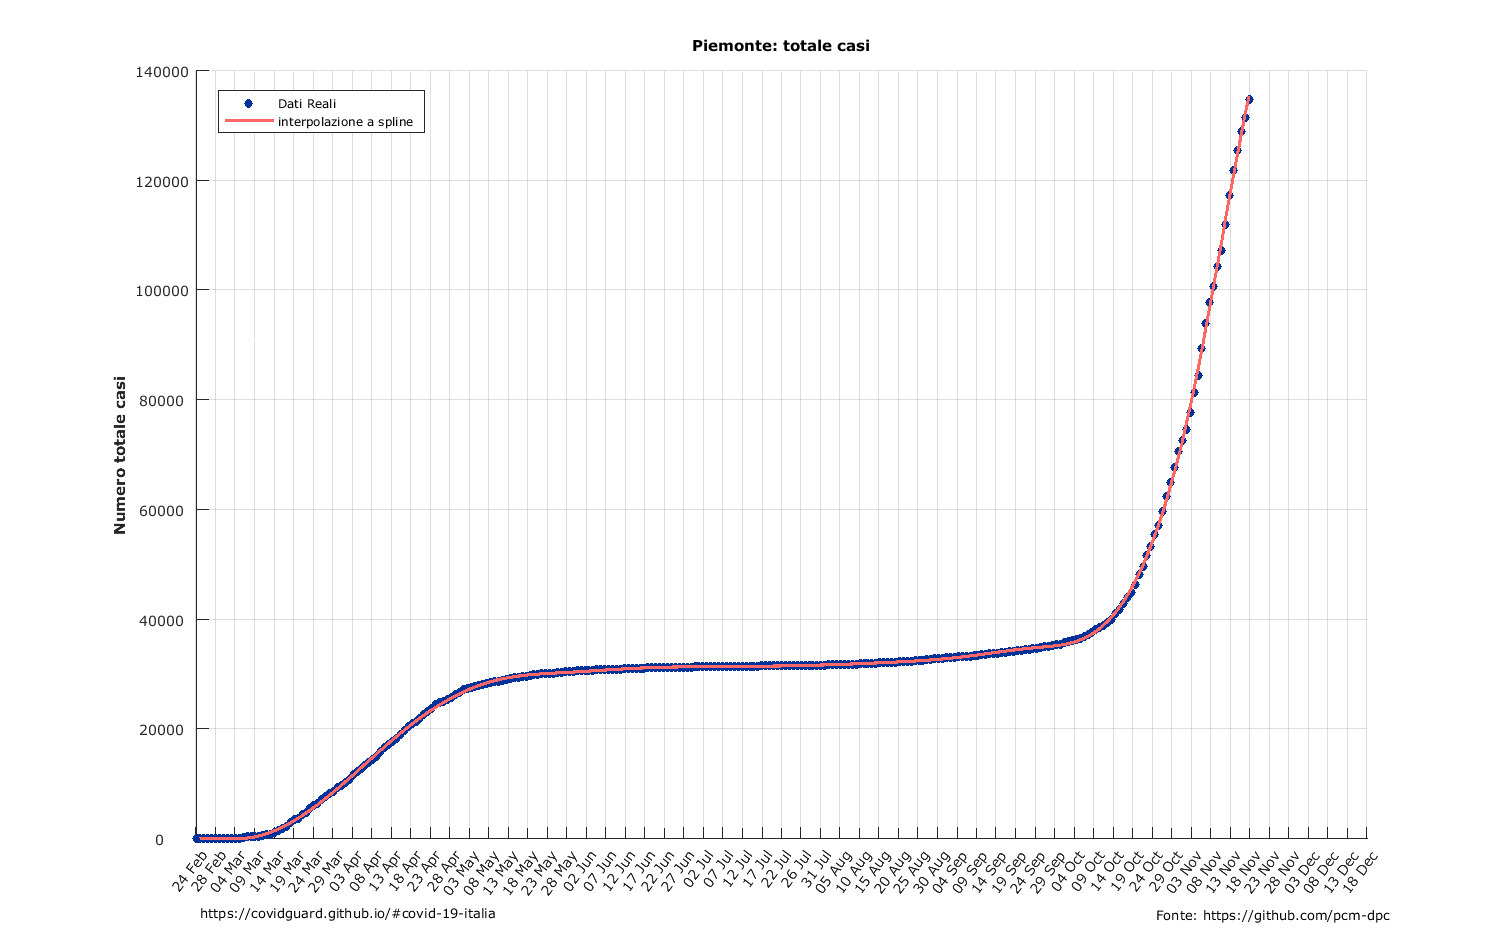 Piemonte: totale casi
Dati Reali
interpolazione a spline
Numero totale casi
140000
120000
100000
80000
60000
40000
20000
0
24 Feb
28 Feb
04 Mar
09 Mar
14 Mar
19 Mar
24 Mar
29 Mar
03 Apr
08 Apr
13 Apr
18 Apr
23 Apr
28 Apr
03 May
08 May
13 May
18 May
23 May
28 May
02 Jun
07 Jun
12 Jun
17 Jun
22 Jun
27 Jun
02 Jul
07 Jul
12 Jul
17 Jul
22 Jul
26 Jul
31 Jul
05 Aug
10 Aug
15 Aug
20 Aug
25 Aug
30 Aug
04 Sep
09 Sep
14 Sep
19 Sep
24 Sep
29 Sep
04 Oct
09 Oct
14 Oct
19 Oct
24 Oct
29 Oct
03 Nov
08 Nov
13 Nov
18 Nov
23 Nov
28 Nov
03 Dec
08 Dec
13 Dec
18 Dec
https://covidguard.github.io/#covid-19-italia
Fonte: https://github.com/pcm-dpc